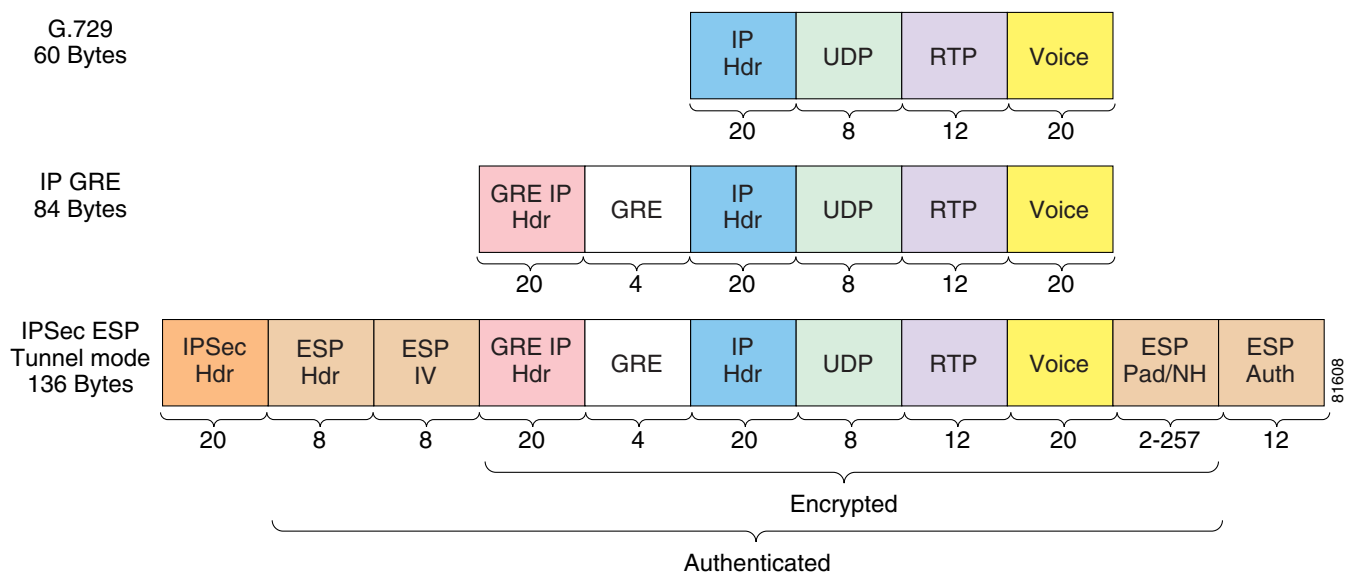 G.729
60 Bytes
IP
Hdr
UDP
RTP
Voice
20
8
12
20
IP GRE
84 Bytes
GRE IP
Hdr
GRE
IP
Hdr
UDP
RTP
Voice
20
4
20
8
12
20
IPSec ESP
Tunnel mode
136 Bytes
IPSec
Hdr
ESP
Hdr
ESP
IV
GRE IP
Hdr
GRE
IP
Hdr
UDP
RTP
Voice
ESP
Pad/NH
ESP
Auth
81608
20
8
8
20
4
20
8
12
20
2-257
12
Encrypted
Authenticated